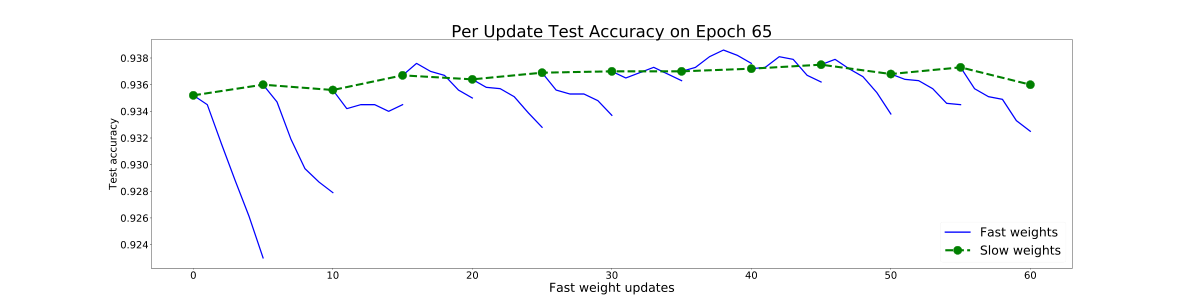 Per Update Test Accuracy on Epoch 65
0.938
0.936
0.934
0.932
0.930
0.928
0.926
0.924
Test accuracy
0 10 20 30 40 50 60
Fast weight updates
Fast weights
Slow weights